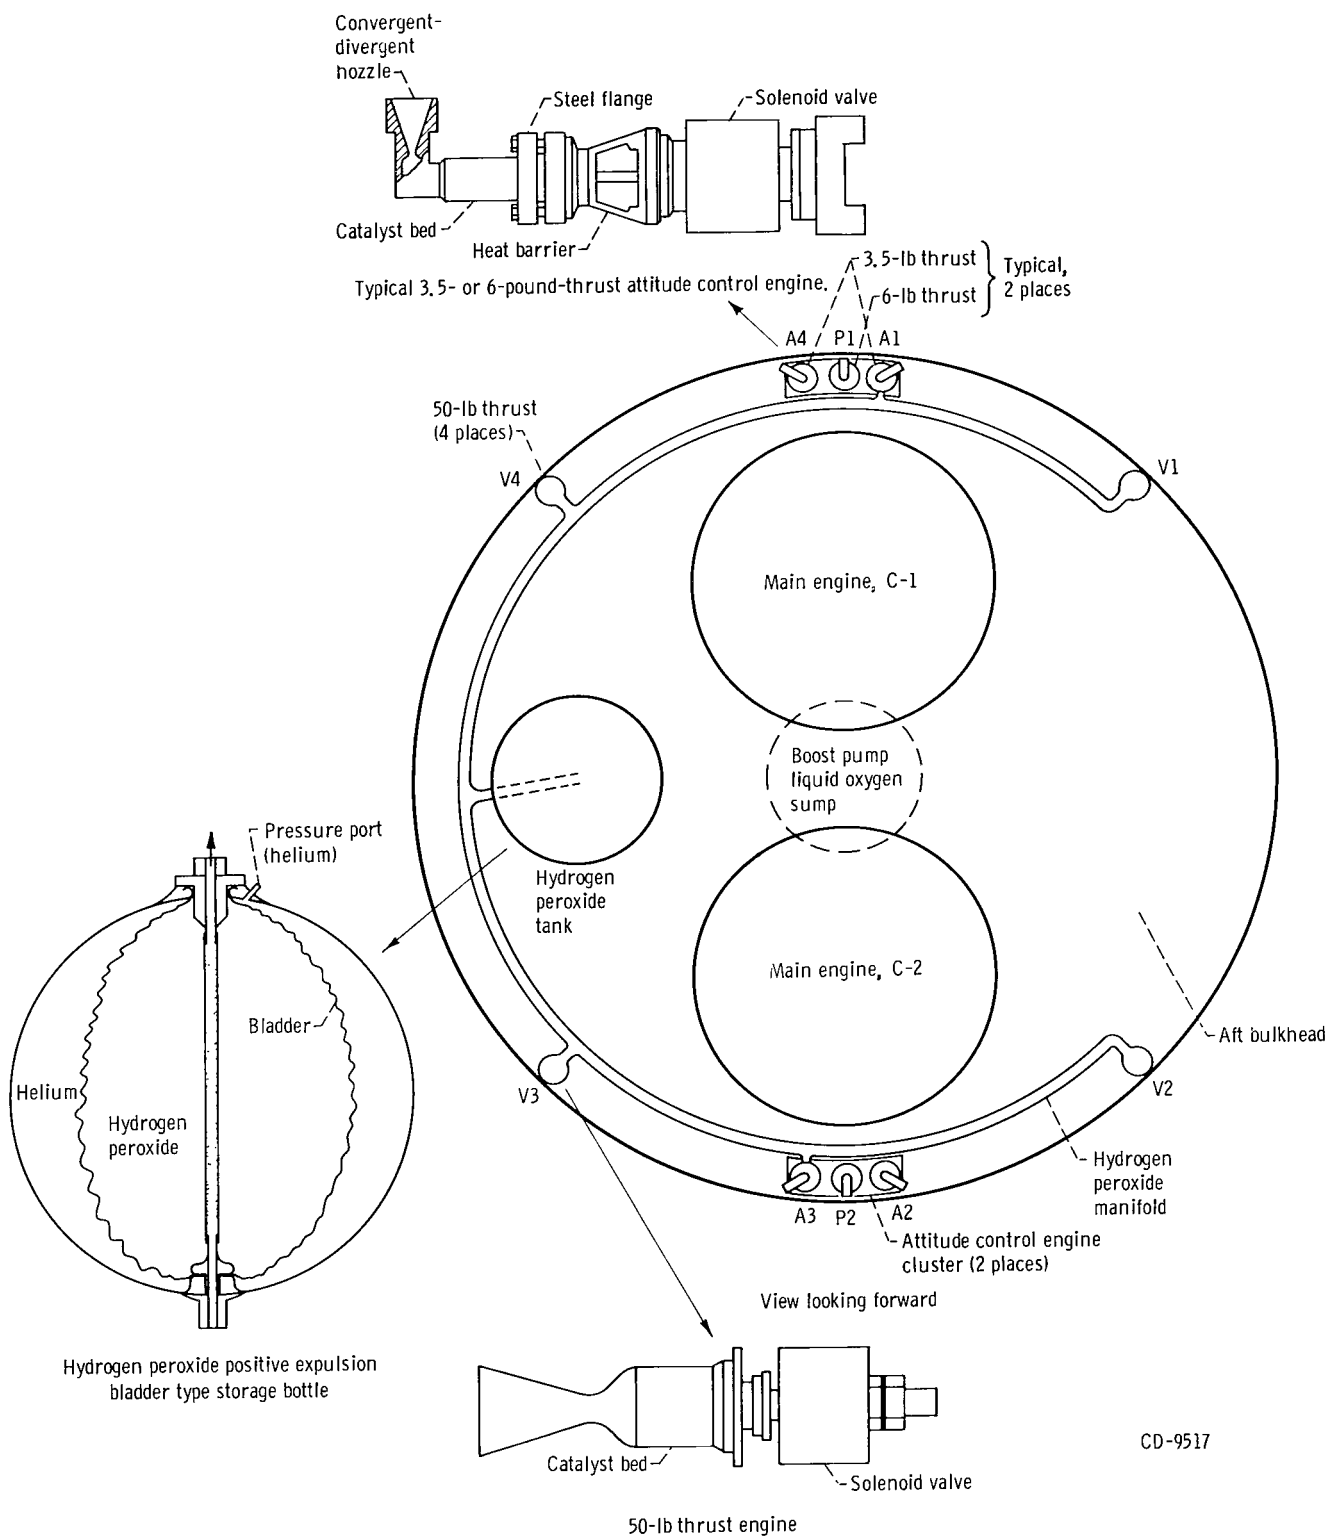 Convergent-
divergent
nozzle
Steel flange
Solenoid valve
Catalyst bed
Heat barrier
Typical 3.5- or 6-pound-thrust attitude control engine.
3.5-lb thrust
6-lb thrust
Typical,
2 places
A4 P1 A1
50-lb thrust
(4 places)
V4
V1
Main engine, C-1
Boost pump
liquid oxygen
sump
Hydrogen
peroxide
tank
Pressure port
(helium)
Bladder
Helium
Hydrogen
peroxide
Main engine, C-2
Aft bulkhead
V3
V2
Hydrogen
peroxide
manifold
A3 P2 A2
Attitude control engine
cluster (2 places)
View looking forward
Hydrogen peroxide positive expulsion
bladder type storage bottle
Catalyst bed
Solenoid valve
CD-9517
50-lb thrust engine